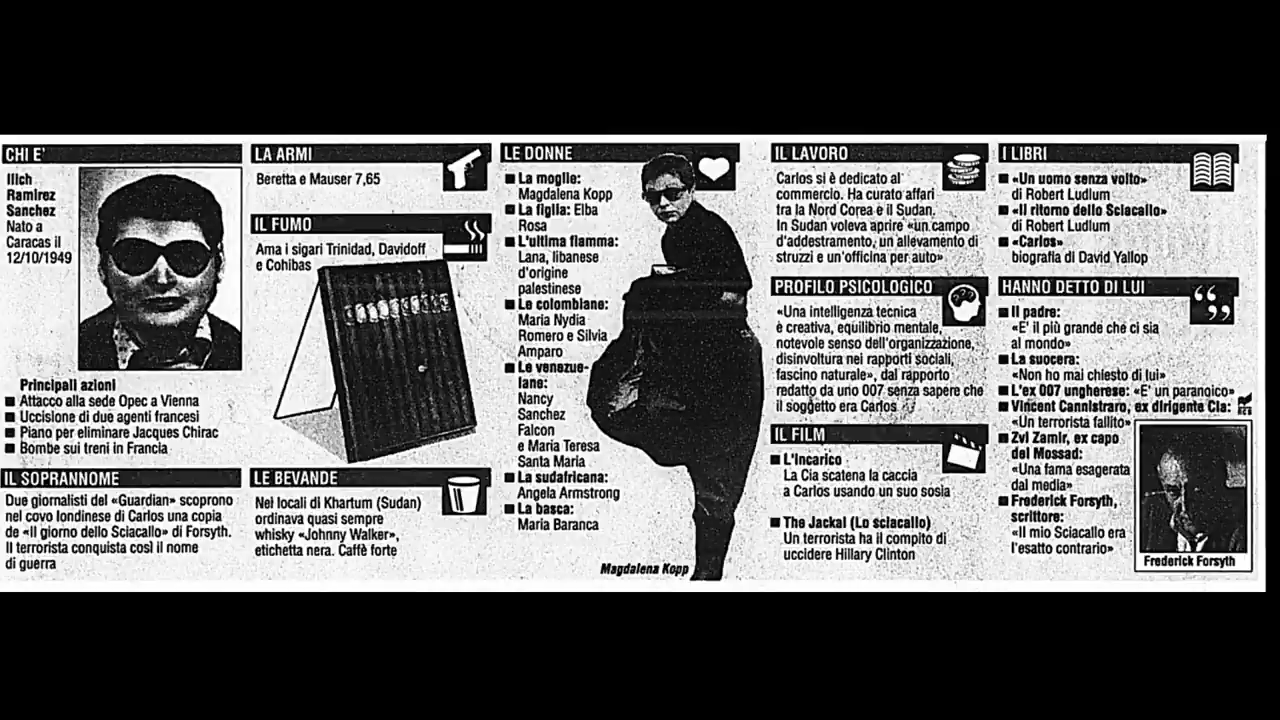 CHI E'
Ilich
Ramirez
Sanchez
Nato a
Caracas il
12/10/1949
Principali azioni
Attacco alla sede Opec a Vienna
Uccisione di due agenti francesi
Piano per eliminare Jacques Chirac
Bombe sui treni in Francia
IL SOPRANNOME
Due giornalisti del «Guardian» scoprono
nel covo londinese di Carlos una copia
de «Il giorno dello Sciacallo» di Forsyth.
Il terrorista conquista così il nome
di guerra
LA ARMI
Beretta e Mauser 7,65
IL FUMO
Ama i sigari Trinidad, Davidoff
e Cohibas
LE BEVANDE
Nei locali di Khartum (Sudan)
ordinava quasi sempre
whisky «Johnny Walker»,
etichetta nera. Caffè forte
LE DONNE
La moglie:
Magdalena Kopp
La figlia: Elba
Rosa
L'ultima fiamma:
Lana, libanese
d'origine
palestinese
Le colombiane:
Maria Nydia
Romero e Silvia
Amparo
Le venezue-
lane:
Nancy
Sanchez
Falcon
e Maria Teresa
Santa Maria
La sudafricana:
Angela Armstrong
La basca:
Maria Baranca
Magdalena Kopp
IL LAVORO
Carlos si è dedicato al
commercio. Ha curato affari
tra la Nord Corea e il Sudan.
In Sudan voleva aprire «un campo
d'addestramento, un allevamento di
struzzi e un'officina per auto»
PROFILO PSICOLOGICO
«Una intelligenza tecnica
è creativa, equilibrio mentale,
notevole senso dell'organizzazione,
disinvoltura nei rapporti sociali,
fascino naturale», dal rapporto
redatto da uno 007 senza sapere che
il soggetto era Carlos
IL FILM
L'Incarico
La Cia scatena la caccia
a Carlos usando un suo sosia
The Jackal (Lo sciacallo)
Un terrorista ha il compito di
uccidere Hillary Clinton
I LIBRI
«Un uomo senza volto»
di Robert Ludlum
«Il ritorno dello Sciacallo»
di Robert Ludlum
«Carlos»
biografia di David Yallop
HANNO DETTO DI LUI
Il padre:
«E' il più grande che ci sia
al mondo»
La suocera:
«Non ho mai chiesto di lui»
L'ex 007 ungherese: «E' un paranoico»
Vincent Cannistraro, ex dirigente Cia:
«Un terrorista fallito»
Zvi Zamir, ex capo
del Mossad:
«Una fama esagerata
dai media»
Frederick Forsyth,
scrittore:
«Il mio Sciacallo era
l'esatto contrario»
Frederick Forsyth